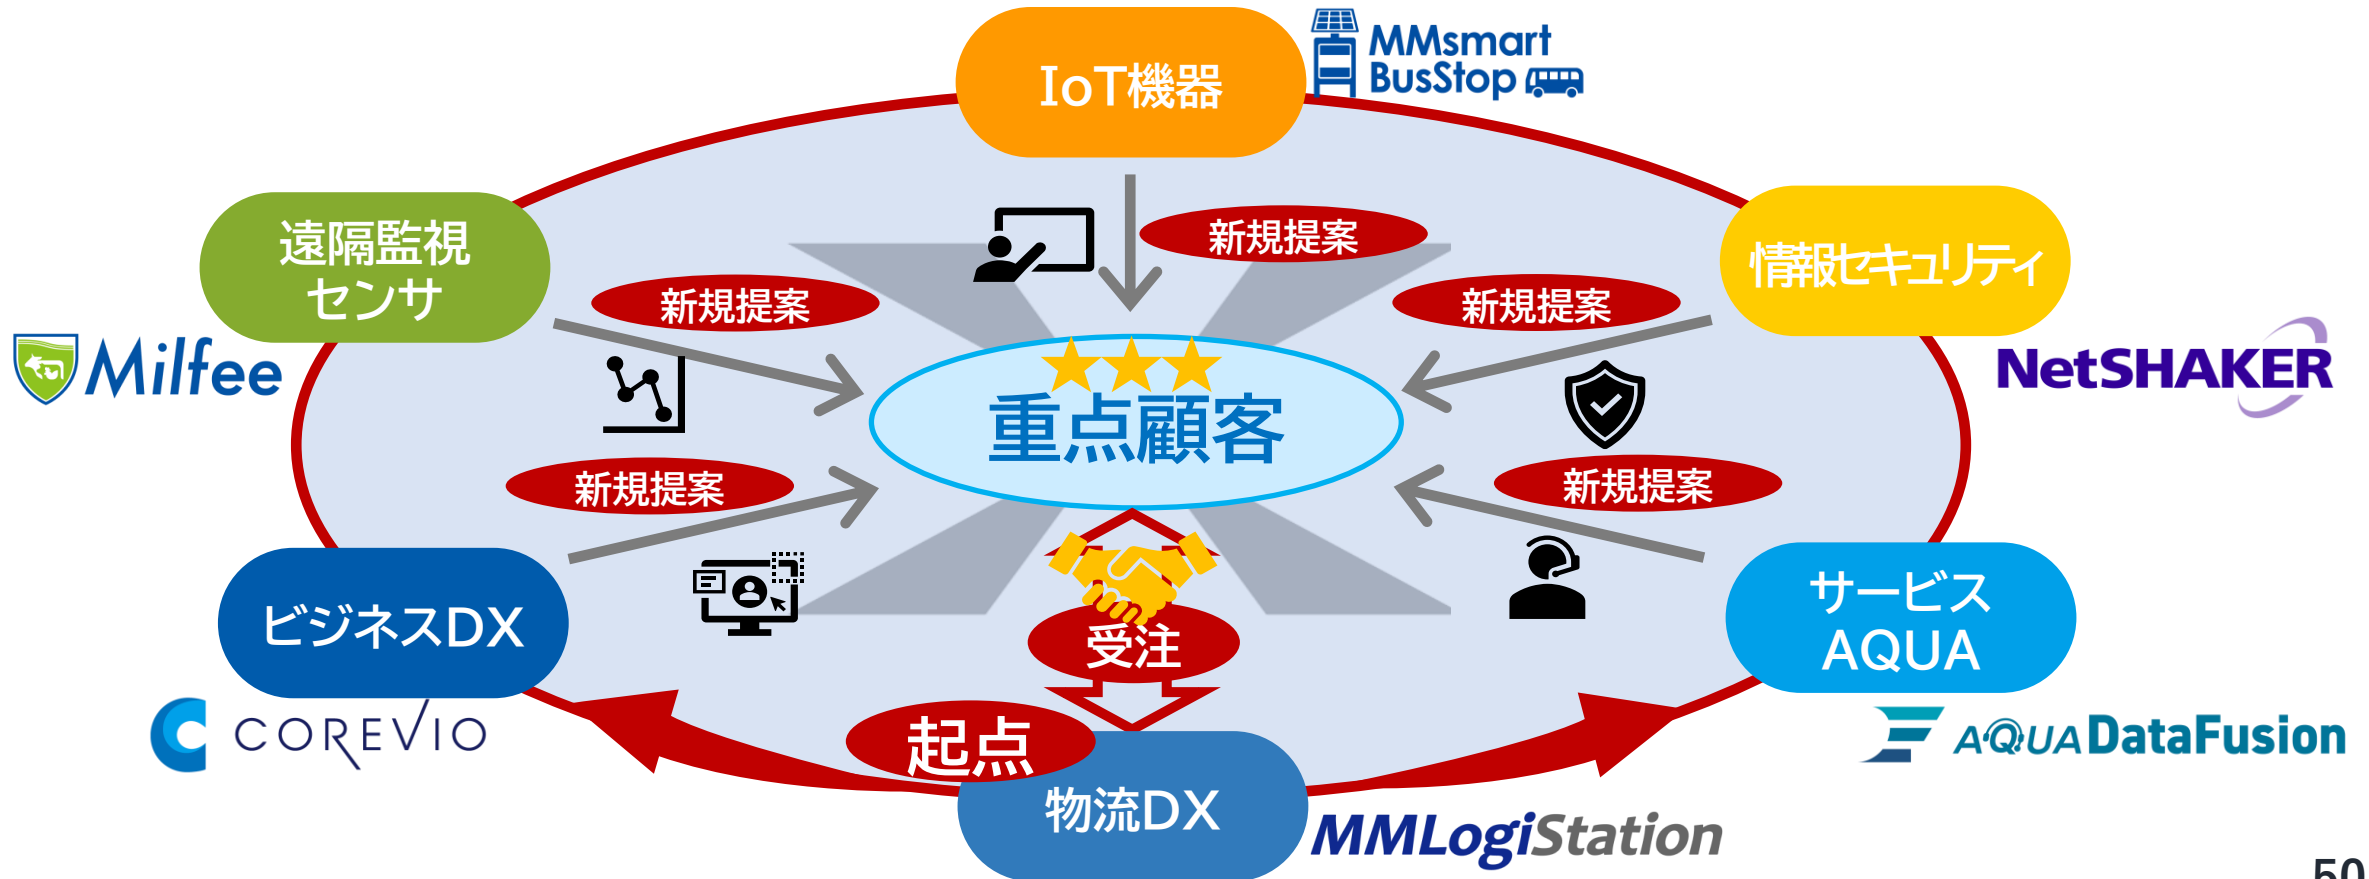 IoT機器
MMsmart
BusStop
遠隔監視
センサ
Milfee
新規提案
新規提案
新規提案
情報セキュリティ
NetSHAKER
重点顧客
新規提案
新規提案
ビジネスDX
COREVIO
受注
サービス
AQUA
AQUA DataFusion
起点
物流DX
MMLogiStation
50